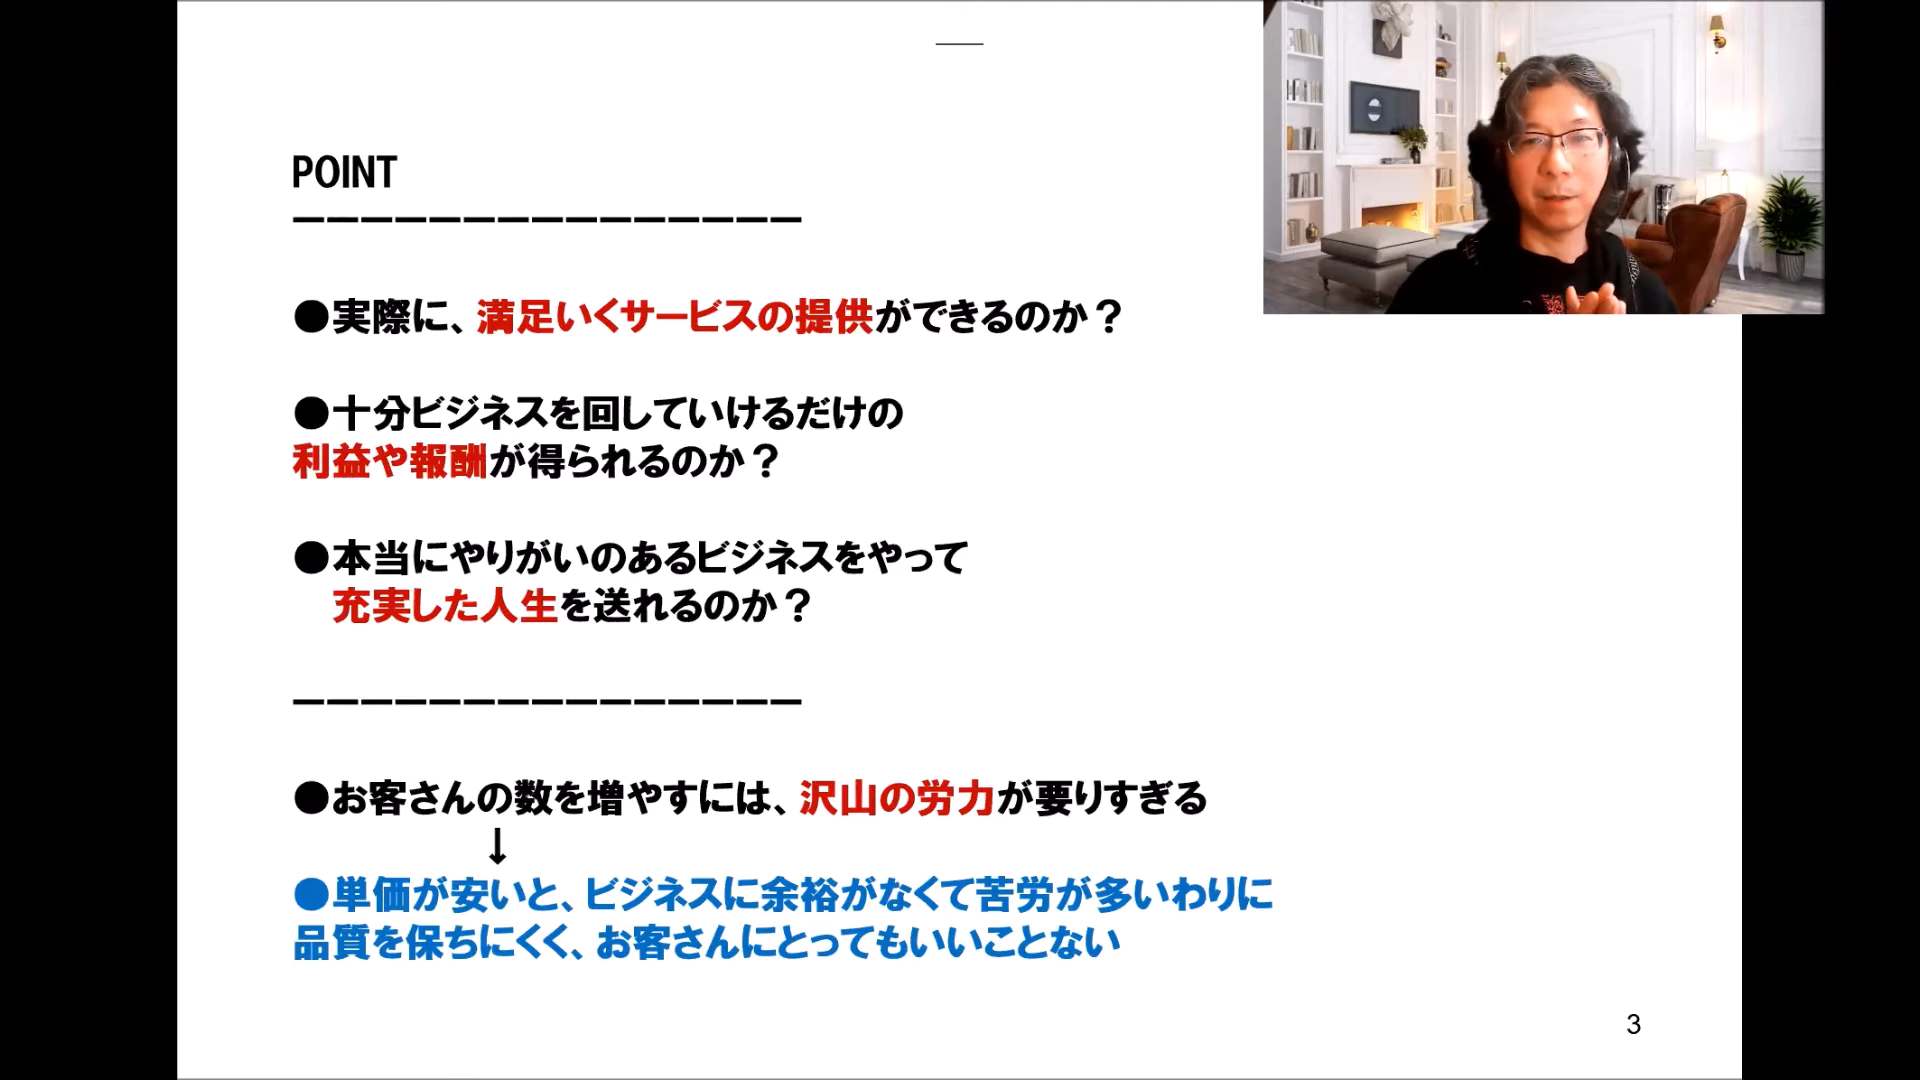 POINT
ーーーーーーーーーーーーーーー
●実際に、満足いくサービスの提供ができるのか？
●十分ビジネスを回していけるだけの
利益や報酬が得られるのか？
●本当にやりがいのあるビジネスをやって
充実した人生を送れるのか？
ーーーーーーーーーーーーーーー
●お客さんの数を増やすには、沢山の労力が要りすぎる
↓
●単価が安いと、ビジネスに余裕がなくて苦労が多いわりに
品質を保ちにくく、お客さんにとってもいいことない
3